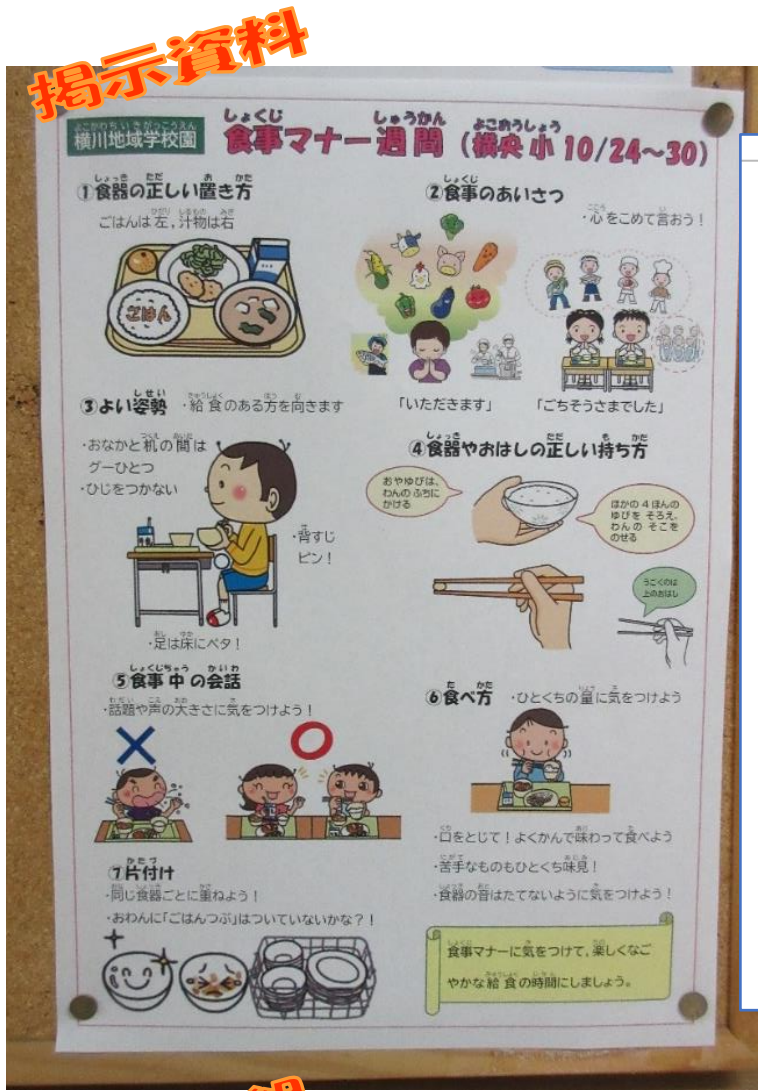 掲示資料
横川地域学校園
食事マナー週間(横央小 10/24～30)
①食器の正しい置き方
ごはんは左,汁物は右
ごはん
②食事のあいさつ
・心をこめて言おう!
「いただきます」
「ごちそうさまでした」
③よい姿勢
・給食のある方を向きます
・おなかと机の間は
グーひとつ
・ひじをつかない
・背すじ
ピン!
・足は床にペタ!
④食器やおはしの正しい持ち方
おやゆびは、
わんのふちに
かける
ほかの4ほんの
ゆびを そろえ、
わんの そこを
のせる
うごくのは
上のおはし
⑤食事中の会話
・話題や声の大きさに気をつけよう!
⑥食べ方
・ひとくちの量に気をつけよう
・口をとじて!よくかんで味わって食べよう
・苦手なものもひとくち味見!
・食器の音はたてないように気をつけよう!
⑦片付け
・同じ食器ごとに重ねよう!
・おわんに「ごはんつぶ」はついていないかな?!
食事マナーに気をつけて,楽しくなご
やかな給食の時間にしましょう。